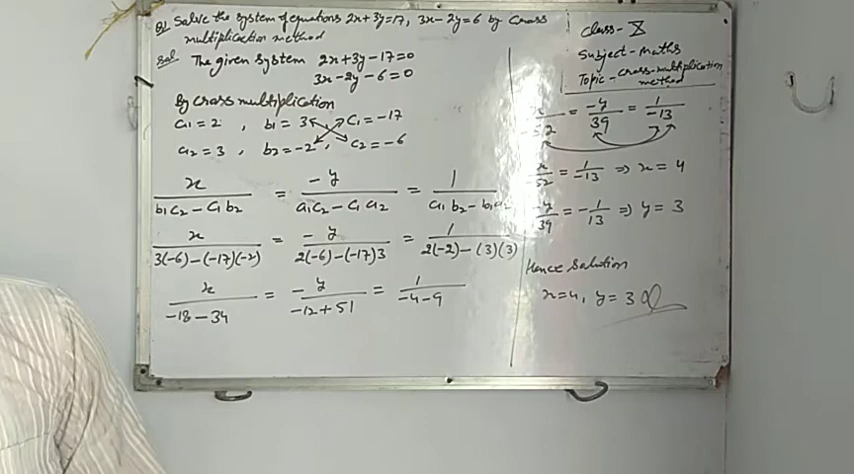 Q1 Solve the system of equations 2x+3y=17, 3x-2y=6 by Cross
multiplication method
Sol. The given system 2x+3y-17=0
3x-2y-6=0
By cross multiplication
a₁=2 , b₁=3 c₁=-17
a₂=3 , b₂=-2 , c₂=-6
x/(b₁c₂-c₁b₂) = -y/(a₁c₂-c₁a₂) = 1/(a₁b₂-b₁a₂)
x/(3(-6)-(-17)(-2)) = -y/(2(-6)-(-17)3) = 1/(2(-2)-(3)(3))
x/(-18-34) = -y/(-12+51) = 1/(-4-9)
Class-X
Subject-Maths
Topic-cross-multiplication
method
x/-52 = -y/39 = 1/-13
x/-52 = 1/-13 ⇒ x=4
-y/39 = -1/13 ⇒ y=3
Hence Solution
x=4, y=3